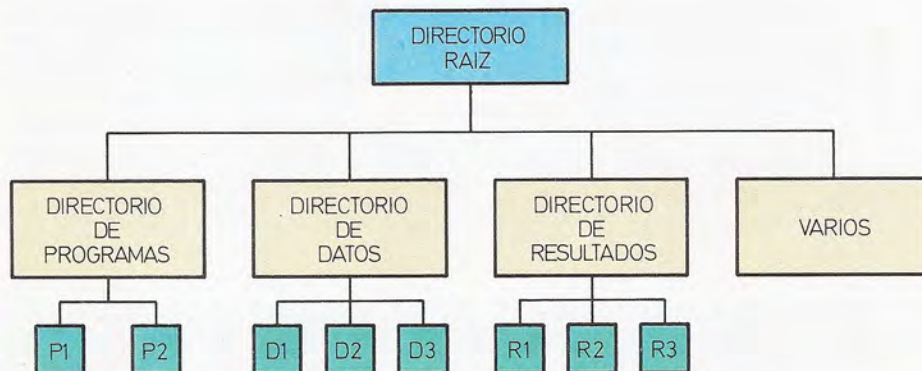 DIRECTORIO
RAIZ
DIRECTORIO
DE
PROGRAMAS
DIRECTORIO
DE
DATOS
DIRECTORIO
DE
RESULTADOS
VARIOS
P1
P2
D1
D2
D3
R1
R2
R3